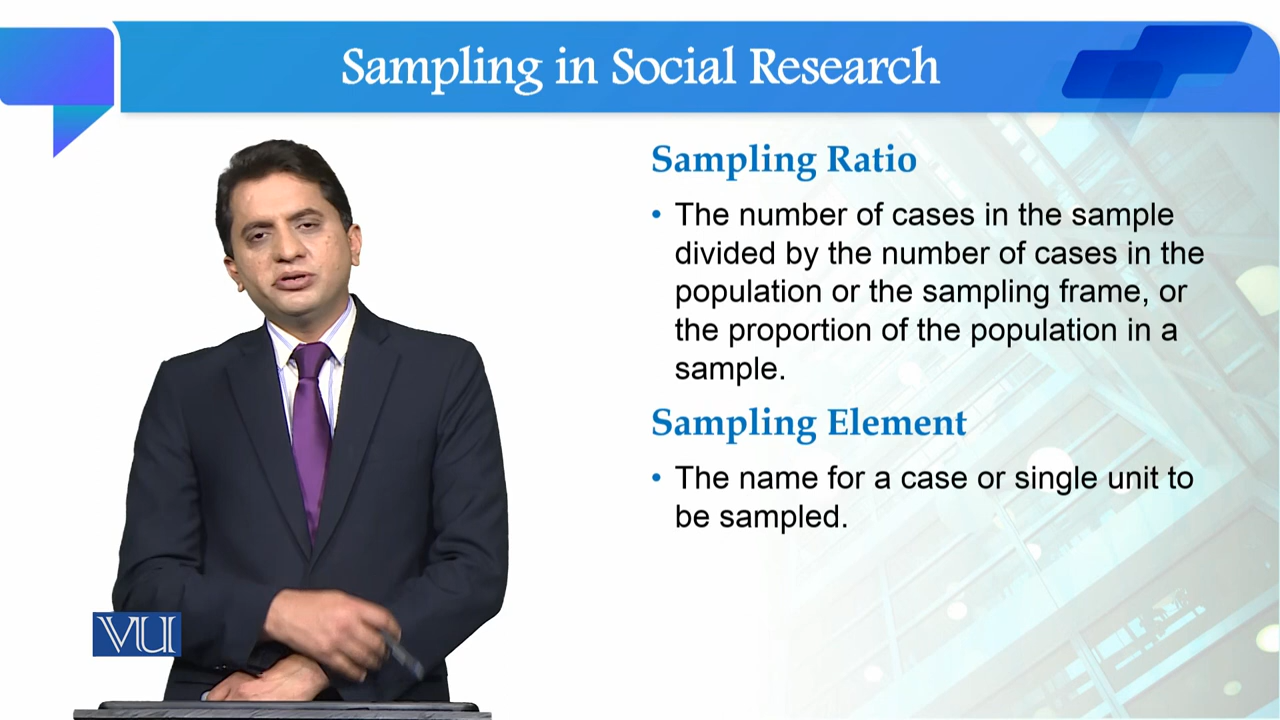 Sampling in Social Research
Sampling Ratio
• The number of cases in the sample
divided by the number of cases in the
population or the sampling frame, or
the proportion of the population in a
sample.
Sampling Element
• The name for a case or single unit to
be sampled.
VU